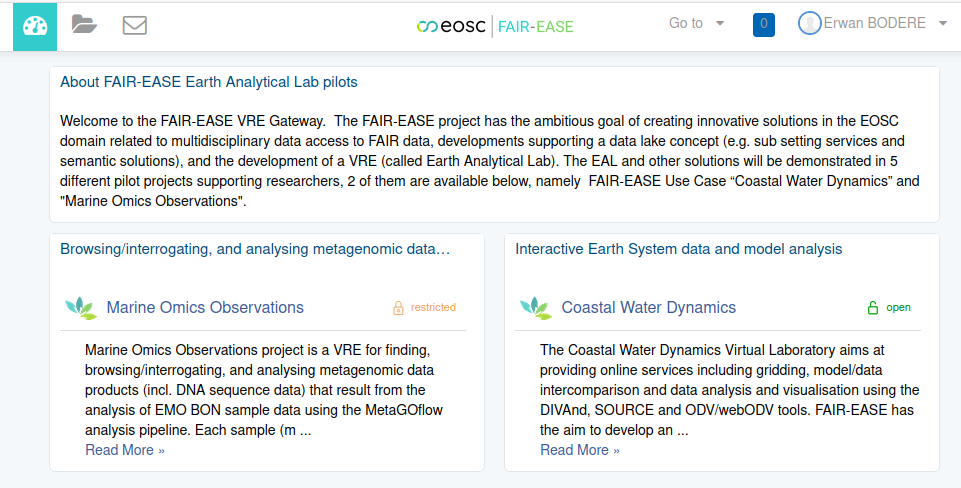 eosc | FAIR-EASE
Go to
0
Erwan BODERE
About FAIR-EASE Earth Analytical Lab pilots
Welcome to the FAIR-EASE VRE Gateway.  The FAIR-EASE project has the ambitious goal of creating innovative solutions in the EOSC
domain related to multidisciplinary data access to FAIR data, developments supporting a data lake concept (e.g. sub setting services and
semantic solutions), and the development of a VRE (called Earth Analytical Lab). The EAL and other solutions will be demonstrated in 5
different pilot projects supporting researchers, 2 of them are available below, namely  FAIR-EASE Use Case “Coastal Water Dynamics” and
"Marine Omics Observations".
Browsing/interrogating, and analysing metagenomic data…
Marine Omics Observations
restricted
Marine Omics Observations project is a VRE for finding,
browsing/interrogating, and analysing metagenomic data
products (incl. DNA sequence data) that result from the
analysis of EMO BON sample data using the MetaGOflow
analysis pipeline. Each sample (m ...
Read More »
Interactive Earth System data and model analysis
Coastal Water Dynamics
open
The Coastal Water Dynamics Virtual Laboratory aims at
providing online services including gridding, model/data
intercomparison and data analysis and visualisation using the
DIVAnd, SOURCE and ODV/webODV tools. FAIR-EASE has
the aim to develop an ...
Read More »